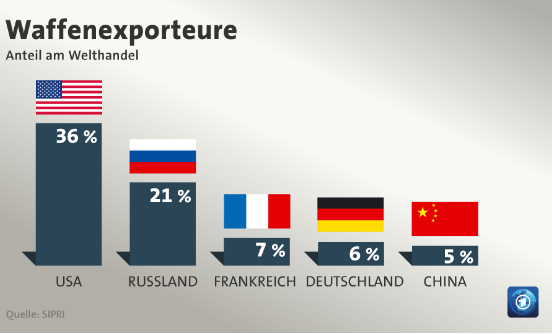 Waffenexporteure
Anteil am Welthandel
36 %
21 %
7 %
6 %
5 %
USA
RUSSLAND
FRANKREICH
DEUTSCHLAND
CHINA
Quelle: SIPRI